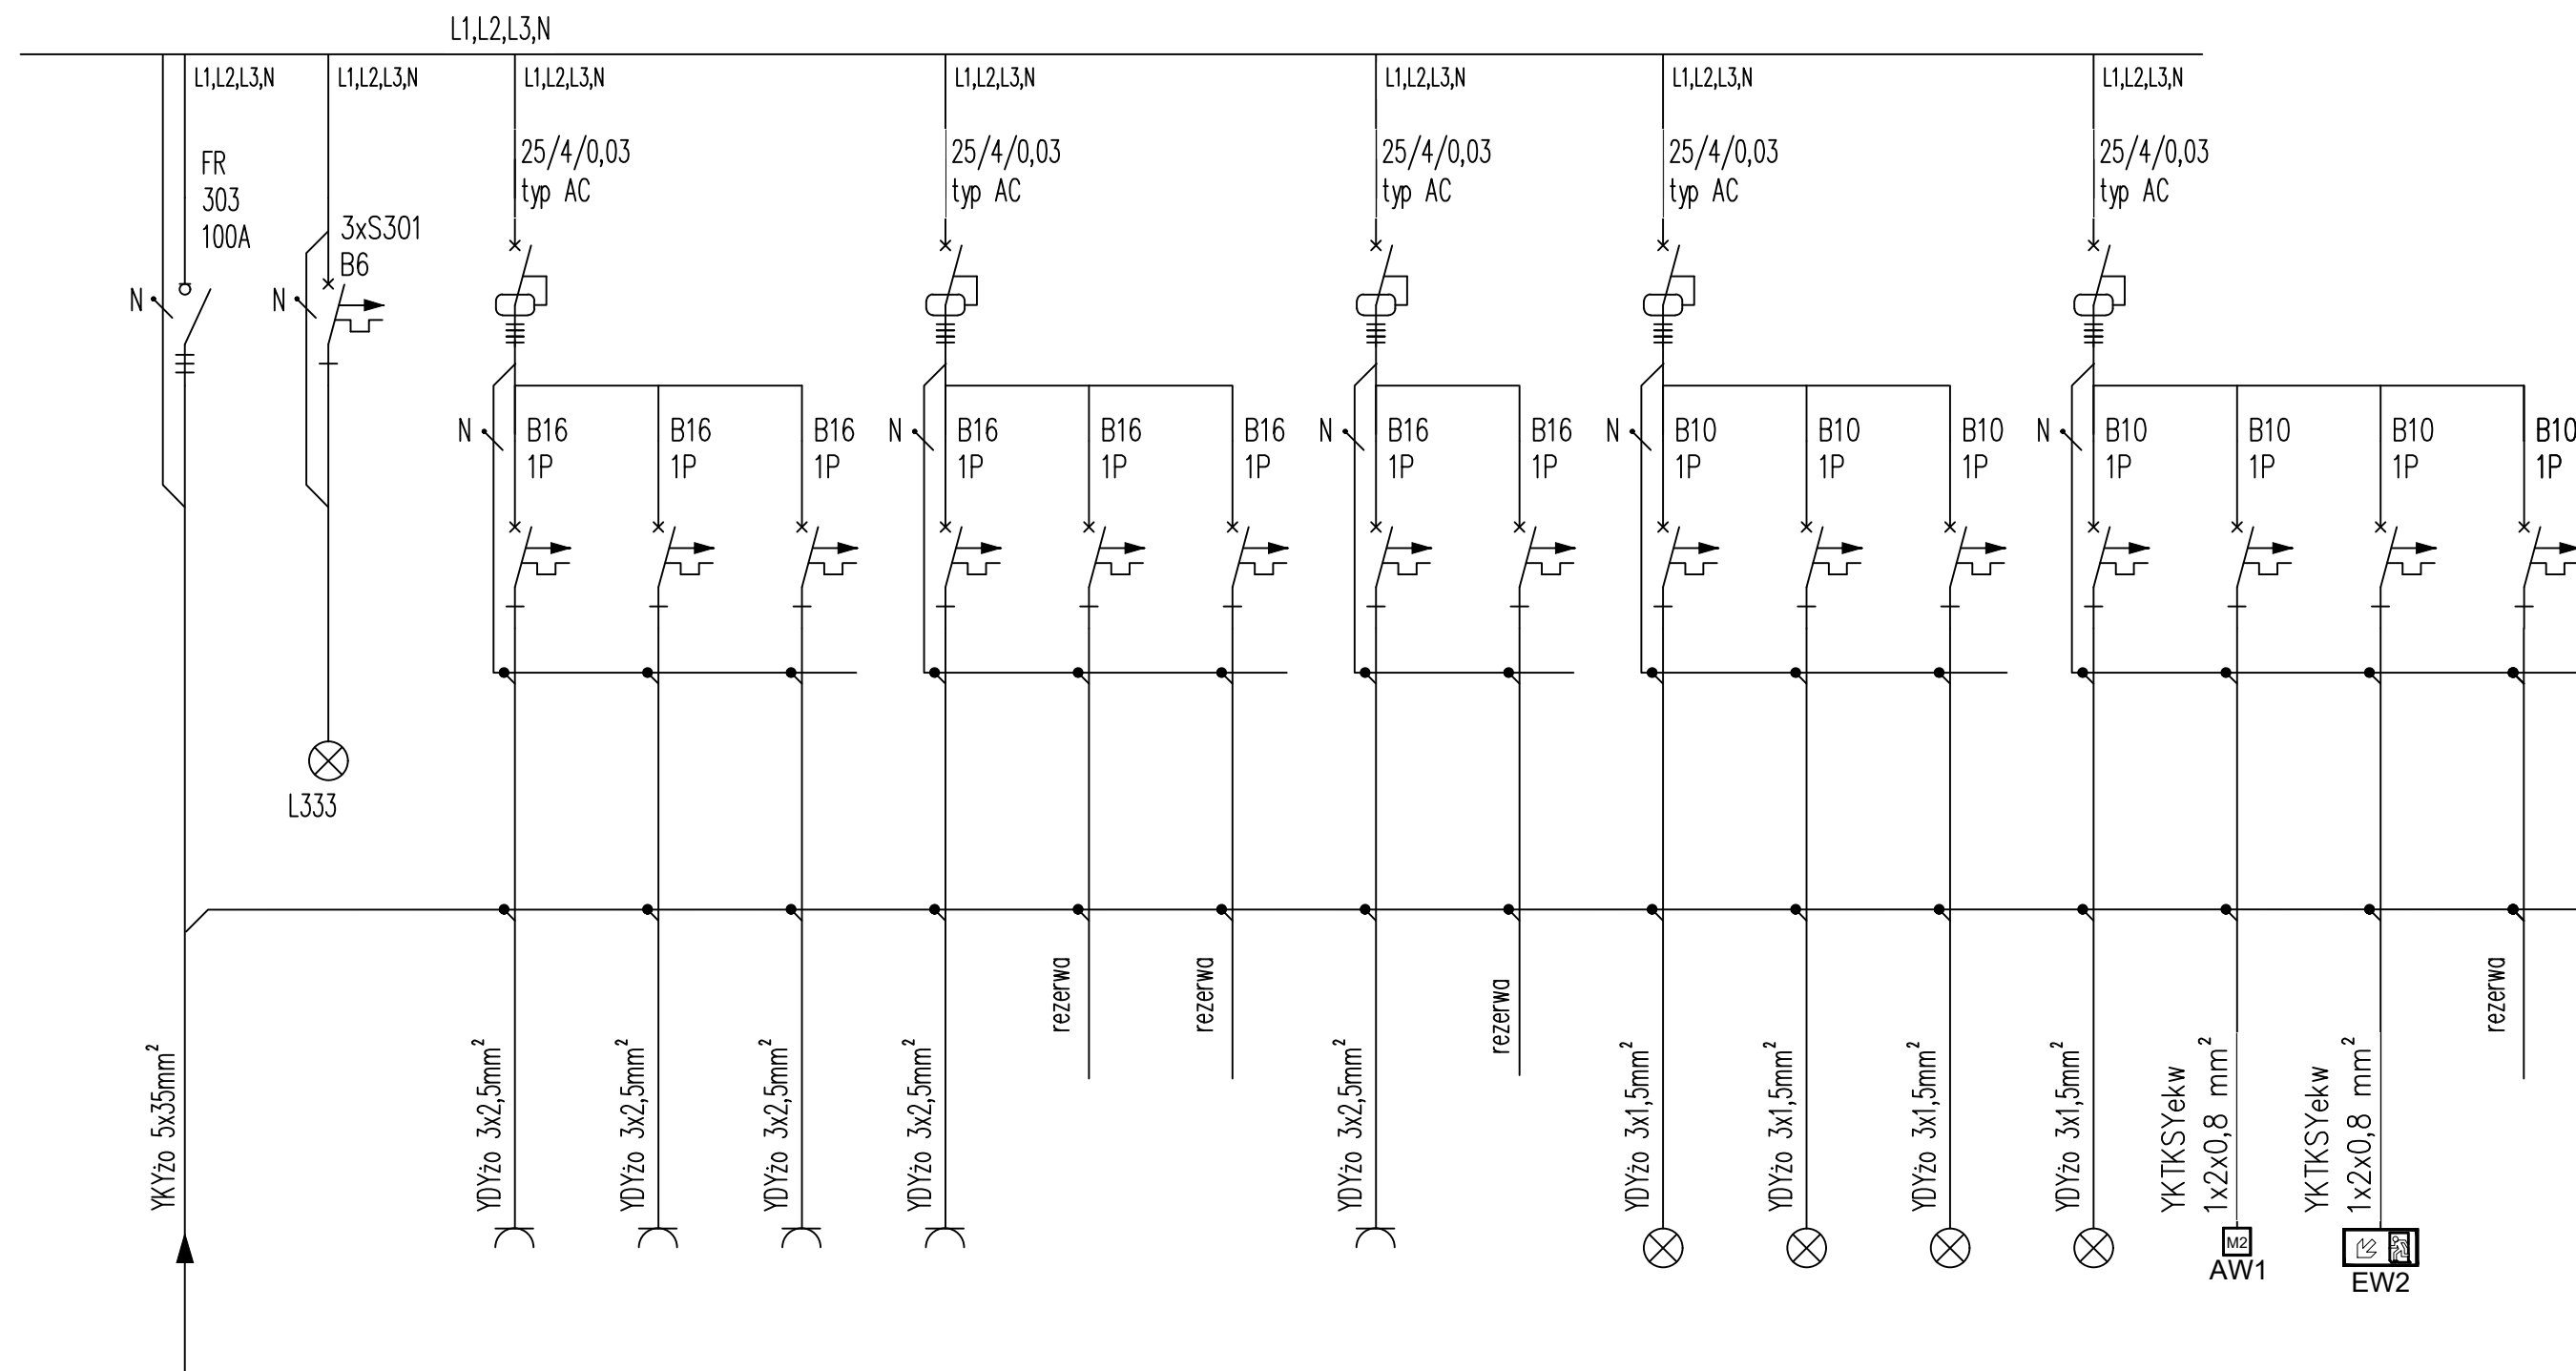 L1,L2,L3,N
L1,L2,L3,N
L1,L2,L3,N
L1,L2,L3,N
L1,L2,L3,N
L1,L2,L3,N
L1,L2,L3,N
L1,L2,L3,N
FR
303
100A
N
3xS301
B6
N
L333
25/4/0,03
typ AC
25/4/0,03
typ AC
25/4/0,03
typ AC
25/4/0,03
typ AC
25/4/0,03
typ AC
N
B16
1P
B16
1P
B16
1P
N
B16
1P
B16
1P
B16
1P
N
B16
1P
B16
1P
N
B10
1P
B10
1P
B10
1P
N
B10
1P
B10
1P
B10
1P
B10
1P
YKYżo 5x35mm²
YDYżo 3x2,5mm²
YDYżo 3x2,5mm²
YDYżo 3x2,5mm²
YDYżo 3x2,5mm²
rezerwa
rezerwa
YDYżo 3x2,5mm²
rezerwa
YDYżo 3x1,5mm²
YDYżo 3x1,5mm²
YDYżo 3x1,5mm²
YDYżo 3x1,5mm²
YKTKSYekw
1x2x0,8 mm²
YKTKSYekw
1x2x0,8 mm²
rezerwa
M2
AW1
EW2